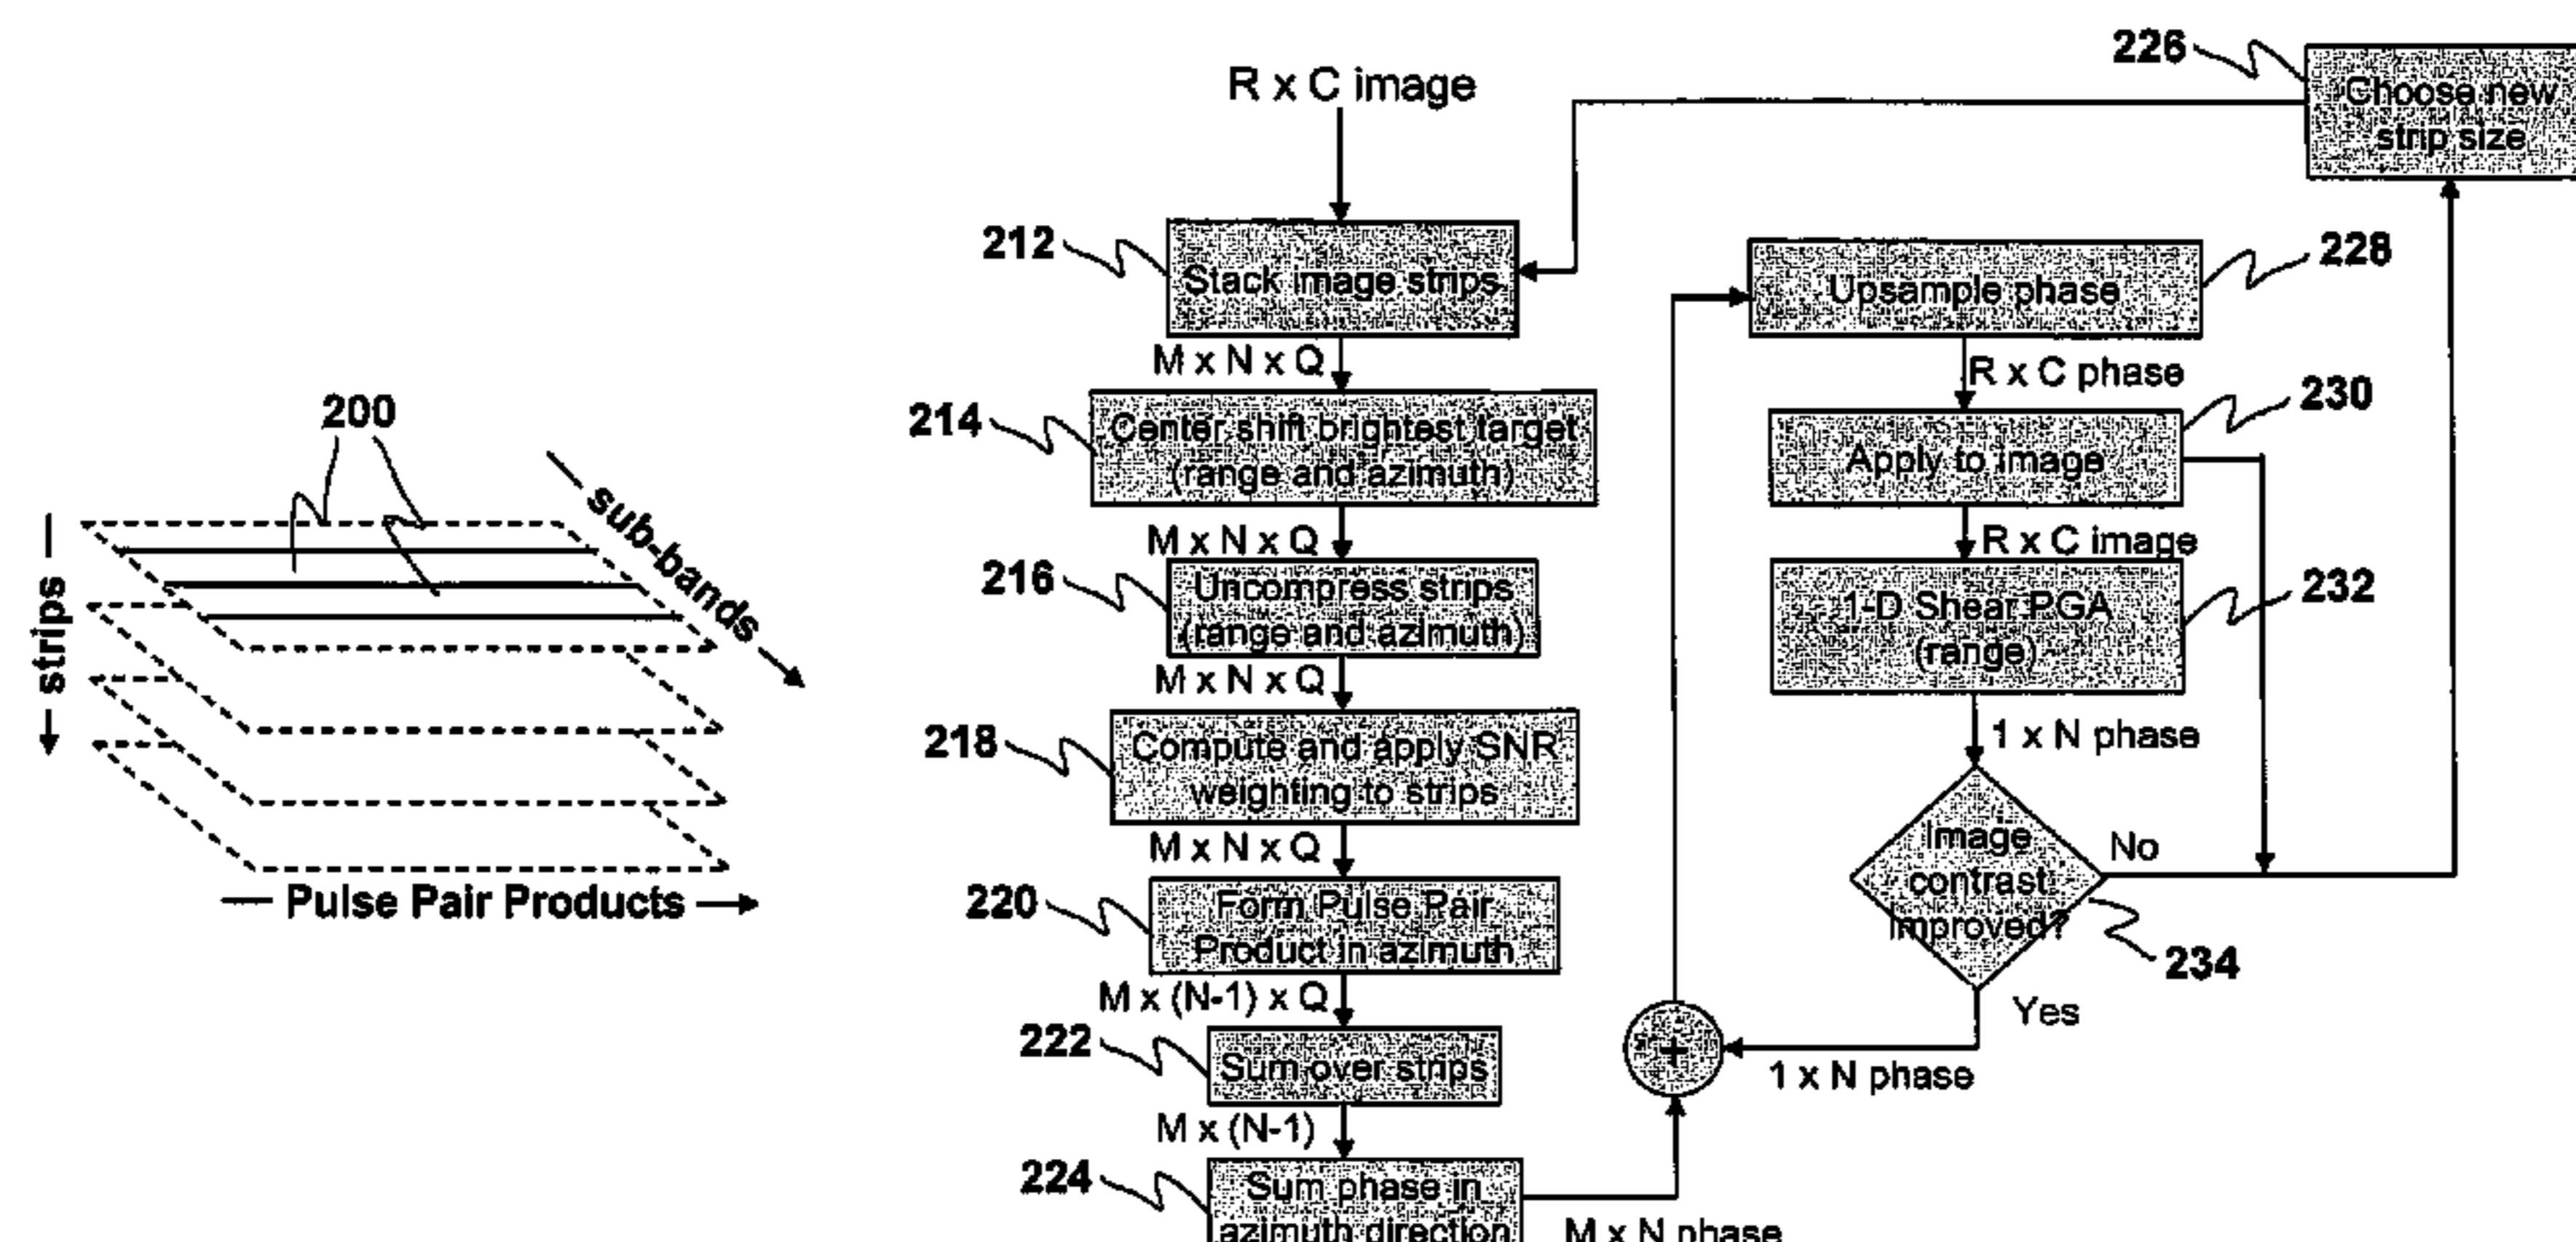 200
strips
sub-bands
Pulse Pair Products
R x C image
212
Stack image strips
M x N x Q
214
Center shift brightest target
(range and azimuth)
M x N x Q
216
Uncompress strips
(range and azimuth)
M x N x Q
218
Compute and apply SNR
weighting to strips
M x N x Q
220
Form Pulse Pair
Product in azimuth
M x (N-1) x Q
222
Sum over strips
M x (N-1)
224
Sum phase in
azimuth direction
M x N phase
226
Choose new
strip size
228
Upsample phase
R x C phase
230
Apply to image
R x C image
232
1-D Shear PGA
(range)
1 x N phase
Image
contrast
improved?
No
234
Yes
+
1 x N phase